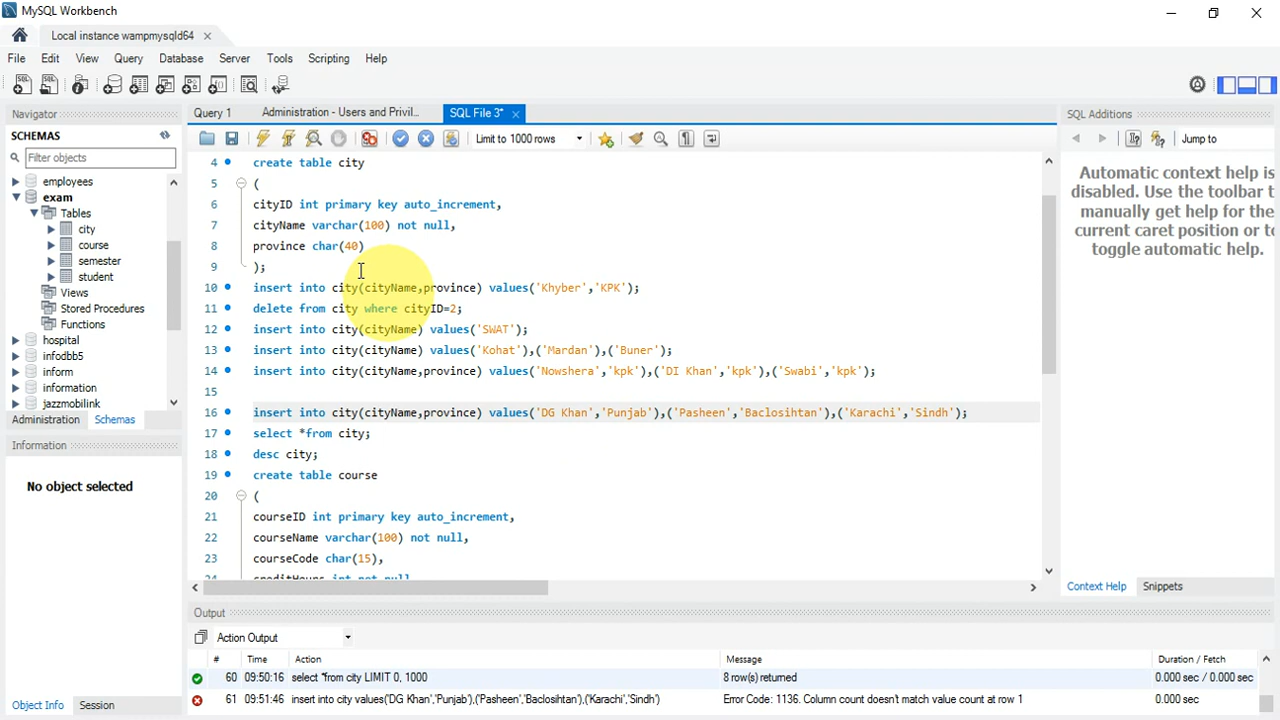 MySQL Workbench
Local instance wampmysqld64 ×
File Edit View Query Database Server Tools Scripting Help
Navigator
SCHEMAS
Filter objects
employees
exam
Tables
city
course
semester
student
Views
Stored Procedures
Functions
hospital
infodbb5
inform
information
jazzmobilink
Administration Schemas
Information
No object selected
Object Info Session
Query 1 Administration - Users and Privil... SQL File 3* ×
Limit to 1000 rows
4 create table city
5 (
6 cityID int primary key auto_increment,
7 cityName varchar(100) not null,
8 province char(40)
9 );
10 insert into city(cityName,province) values('Khyber','KPK');
11 delete from city where cityID=2;
12 insert into city(cityName) values('SWAT');
13 insert into city(cityName) values('Kohat'),('Mardan'),('Buner');
14 insert into city(cityName,province) values('Nowshera','kpk'),('DI Khan','kpk'),('Swabi','kpk');
15
16 insert into city(cityName,province) values('DG Khan','Punjab'),('Pasheen','Baclosihtan'),('Karachi','Sindh');
17 select *from city;
18 desc city;
19 create table course
20 (
21 courseID int primary key auto_increment,
22 courseName varchar(100) not null,
23 courseCode char(15),
24 creditHours int not null
Output
Action Output
# Time Action Message Duration / Fetch
60 09:50:16 select *from city LIMIT 0, 1000 8 row(s) returned 0.000 sec / 0.000 sec
61 09:51:46 insert into city values('DG Khan','Punjab'),('Pasheen','Baclosihtan'),('Karachi','Sindh') Error Code: 1136. Column count doesn't match value count at row 1 0.000 sec
SQL Additions
Jump to
Automatic context help is
disabled. Use the toolbar t
manually get help for the
current caret position or to
toggle automatic help.
Context Help Snippets